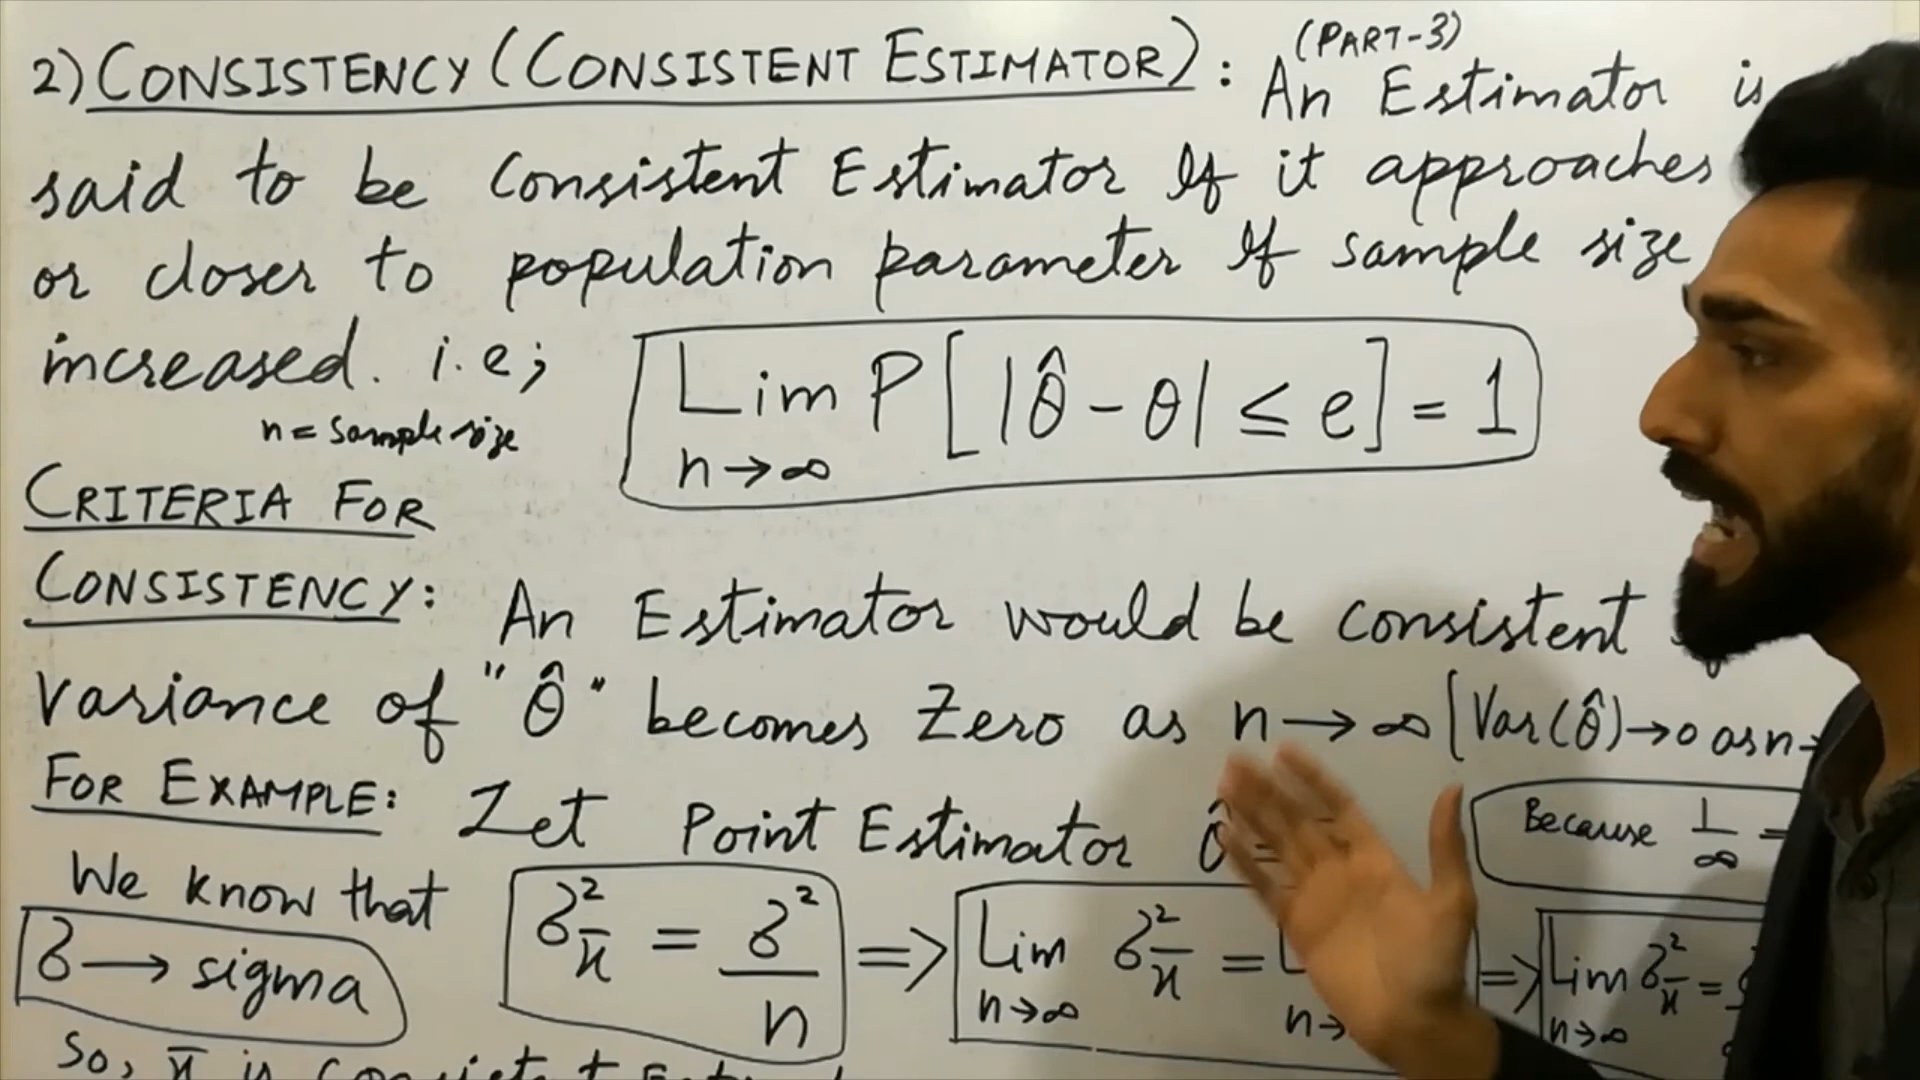 2) CONSISTENCY (CONSISTENT ESTIMATOR) : An Estimator is
(PART-3)
said to be Consistent Estimator If it approaches
or closer to population parameter If sample size
increased. i.e;
Lim P[|θ̂ - θ| ≤ e] = 1
n→∞
n = sample size
CRITERIA FOR
CONSISTENCY: An Estimator would be consistent
Variance of "θ̂" becomes Zero as n→∞ [Var(θ̂)→0 as n→
FOR EXAMPLE: Let Point Estimator θ̂ =
Because 1/∞ =
We know that
σ → sigma
σ²x̄ = σ²/n => Lim σ²x̄ = L => Lim σ²x̄ =
n→∞ n→ n→∞
So, x̄ is Consistent